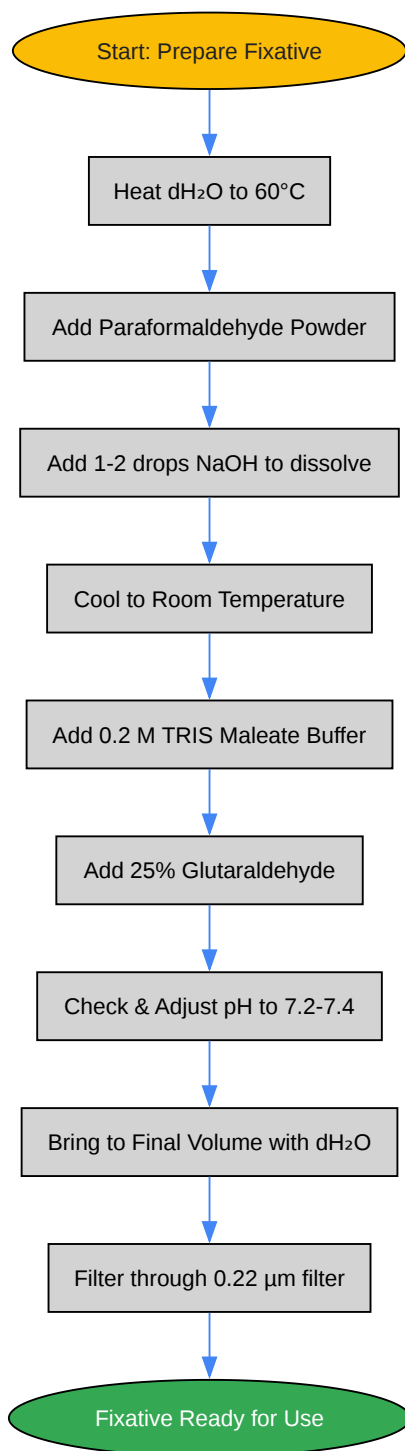 Start: Prepare Fixative
Heat dH₂O to 60°C
Add Paraformaldehyde Powder
Add 1-2 drops NaOH to dissolve
Cool to Room Temperature
Add 0.2 M TRIS Maleate Buffer
Add 25% Glutaraldehyde
Check & Adjust pH to 7.2-7.4
Bring to Final Volume with dH₂O
Filter through 0.22 µm filter
Fixative Ready for Use